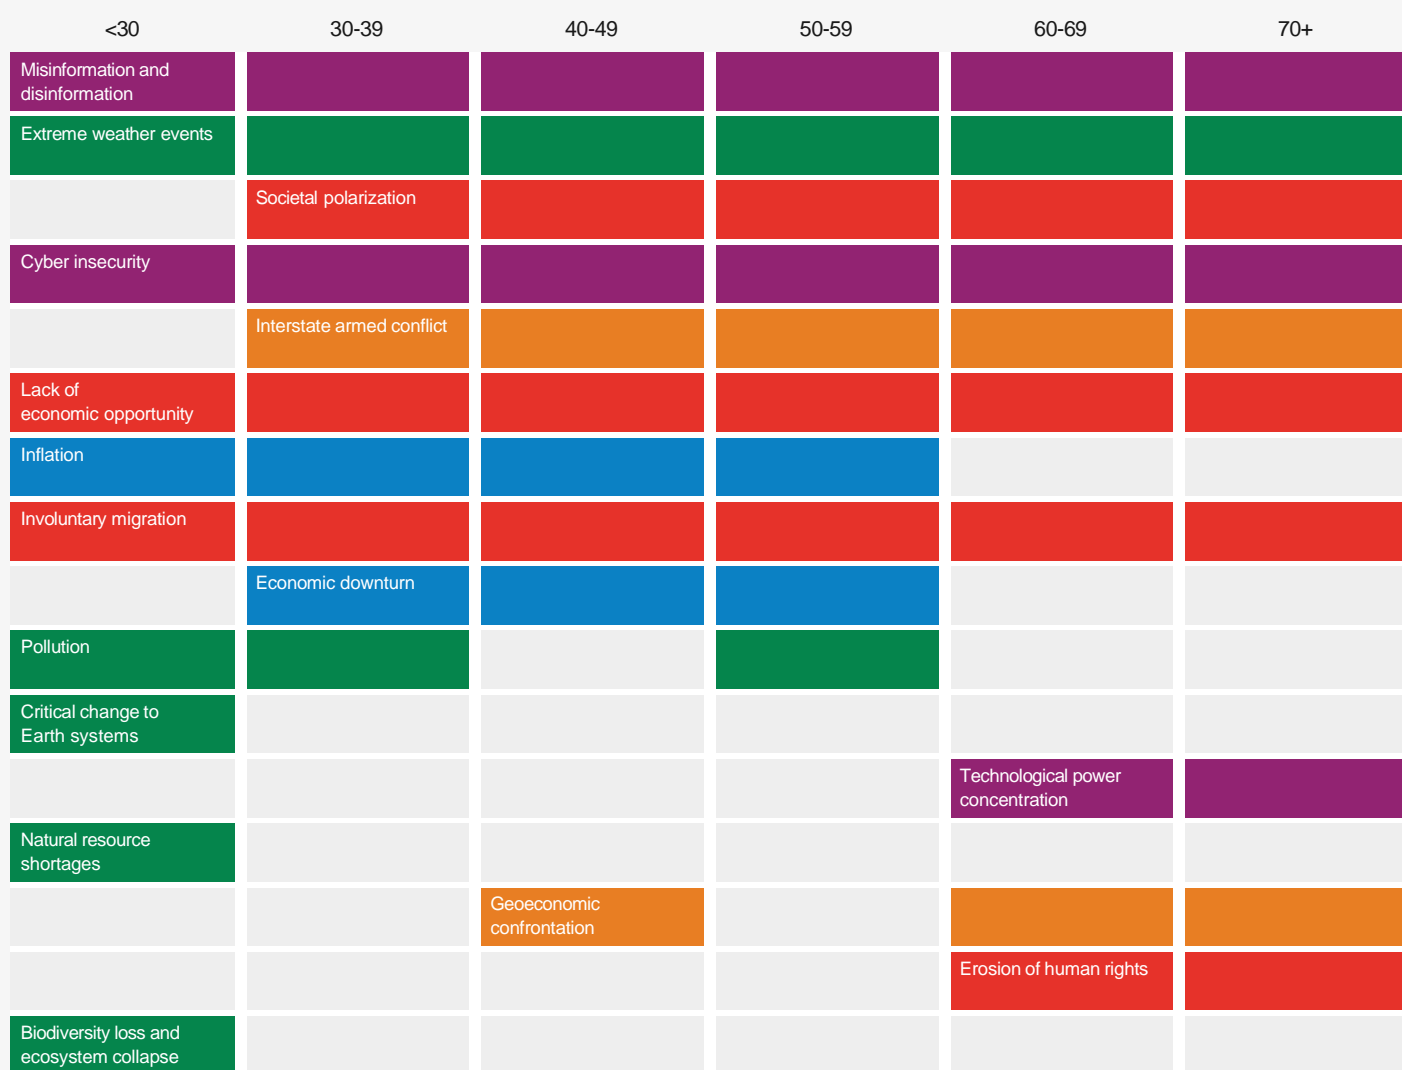 <30 30-39 40-49 50-59 60-69 70+
Misinformation and
disinformation
Extreme weather events
Societal polarization
Cyber insecurity
Interstate armed conflict
Lack of
economic opportunity
Inflation
Involuntary migration
Economic downturn
Pollution
Critical change to
Earth systems
Technological power
concentration
Natural resource
shortages
Geoeconomic
confrontation
Erosion of human rights
Biodiversity loss and
ecosystem collapse